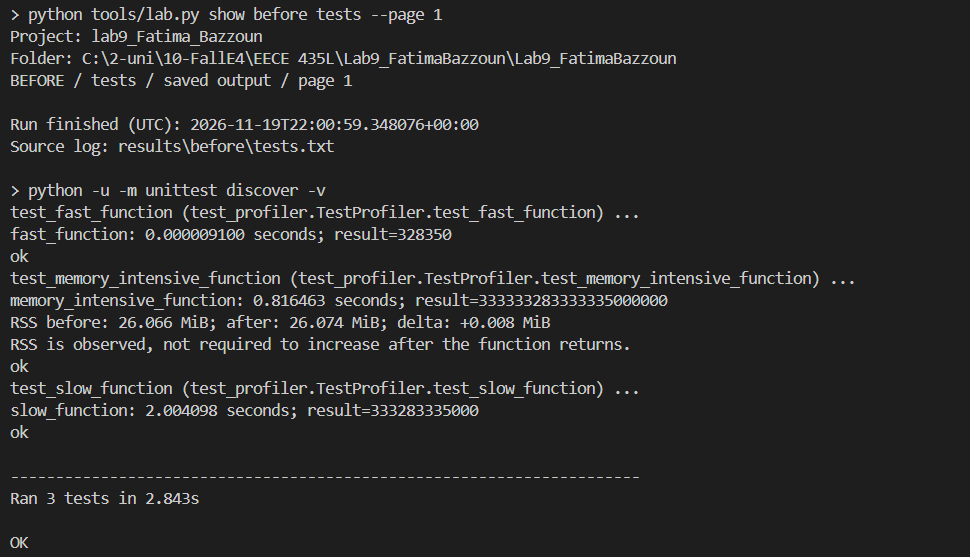 > python tools/lab.py show before tests --page 1
Project: lab9_Fatima_Bazzoun
Folder: C:\2-uni\10-FallE4\EECE 435L\Lab9_FatimaBazzoun\Lab9_FatimaBazzoun
BEFORE / tests / saved output / page 1
Run finished (UTC): 2026-11-19T22:00:59.348076+00:00
Source log: results\before\tests.txt
> python -u -m unittest discover -v
test_fast_function (test_profiler.TestProfiler.test_fast_function) ...
fast_function: 0.000009100 seconds; result=328350
ok
test_memory_intensive_function (test_profiler.TestProfiler.test_memory_intensive_function) ...
memory_intensive_function: 0.816463 seconds; result=333333283333335000000
RSS before: 26.066 MiB; after: 26.074 MiB; delta: +0.008 MiB
RSS is observed, not required to increase after the function returns.
ok
test_slow_function (test_profiler.TestProfiler.test_slow_function) ...
slow_function: 2.004098 seconds; result=333283335000
ok
----------------------------------------------------------------------
Ran 3 tests in 2.843s
OK